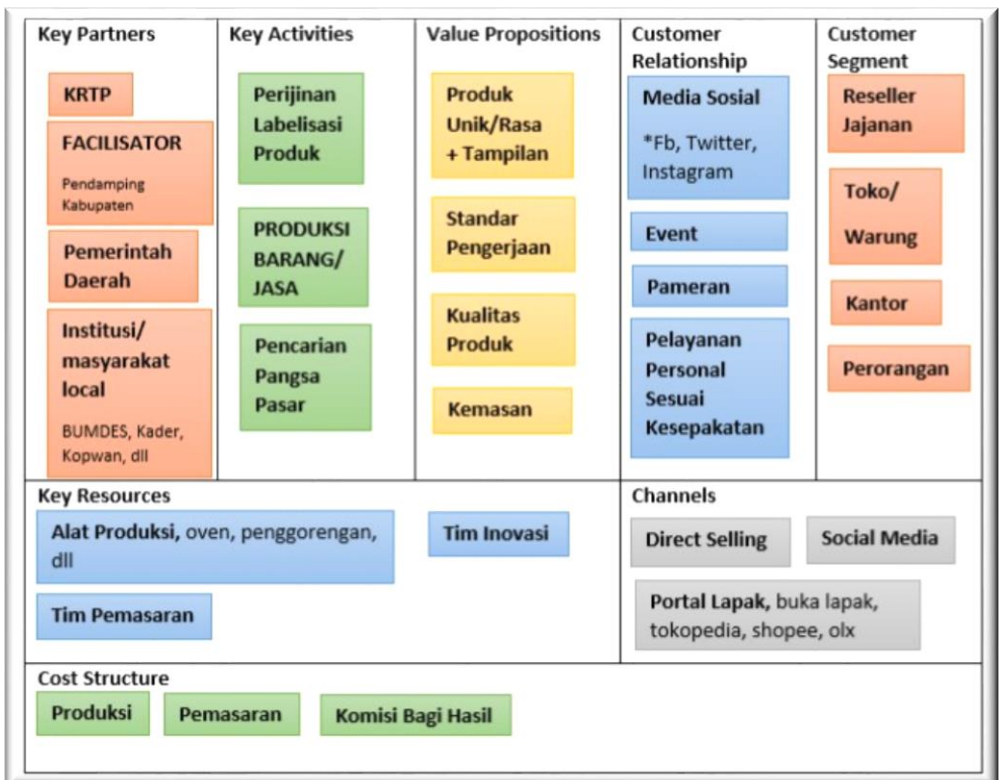 Key Partners
KRTP
FACILISATOR
Pendamping
Kabupaten
Pemerintah
Daerah
Institusi/
masyarakat
local
BUMDES, Kader,
Kopwan, dll
Key Activities
Perijinan
Labelisasi
Produk
PRODUKSI
BARANG/
JASA
Pencarian
Pangsa
Pasar
Value Propositions
Produk
Unik/Rasa
+ Tampilan
Standar
Pengerjaan
Kualitas
Produk
Kemasan
Customer
Relationship
Media Sosial
*Fb, Twitter,
Instagram
Event
Pameran
Pelayanan
Personal
Sesuai
Kesepakatan
Customer
Segment
Reseller
Jajanan
Toko/
Warung
Kantor
Perorangan
Key Resources
Alat Produksi, oven, penggorengan,
dll
Tim Inovasi
Tim Pemasaran
Channels
Direct Selling
Social Media
Portal Lapak, buka lapak,
tokopedia, shopee, olx
Cost Structure
Produksi
Pemasaran
Komisi Bagi Hasil